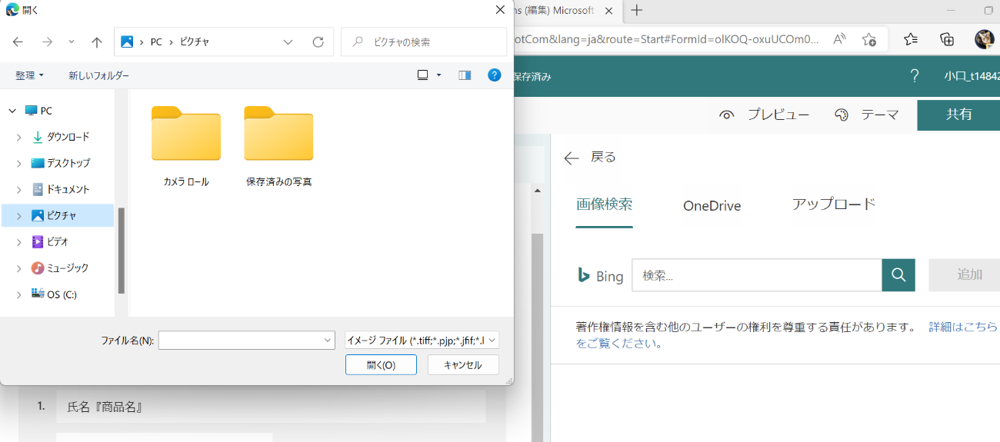 開く
ns (編集) Microsoft
PC
ピクチャ
ピクチャの検索
otCom&lang=ja&route=Start#FormId=olKOQ-oxuUCOm0...
整理
新しいフォルダー
保存済み
?
小口_t14842
PC
ダウンロード
デスクトップ
ドキュメント
ピクチャ
ビデオ
ミュージック
OS (C:)
カメラ ロール
保存済みの写真
プレビュー
テーマ
共有
戻る
画像検索
OneDrive
アップロード
Bing
検索...
追加
著作権情報を含む他のユーザーの権利を尊重する責任があります。 詳細はこちら
をご覧ください。
ファイル名(N):
イメージ ファイル (*.tiff;*.pjp;*.jfif;*.l
開く(O)
キャンセル
1.
氏名『商品名』